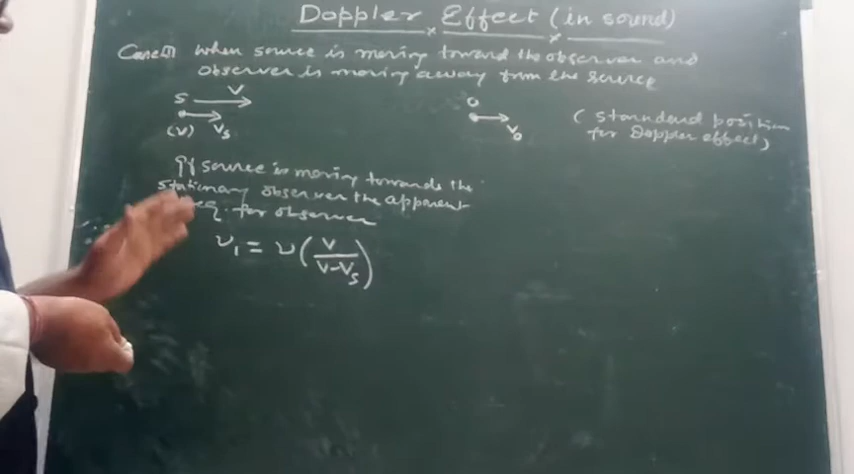 Doppler Effect (in sound)
Case(1) when source is moving toward the observer and
observer is moving away from the source
S V O
(ν) Vs Vo
( standard position
for Doppler effect)
If source is moving towards the
stationary observer the apparent
freq. for observer
ν₁ = ν(V/(V-Vs))